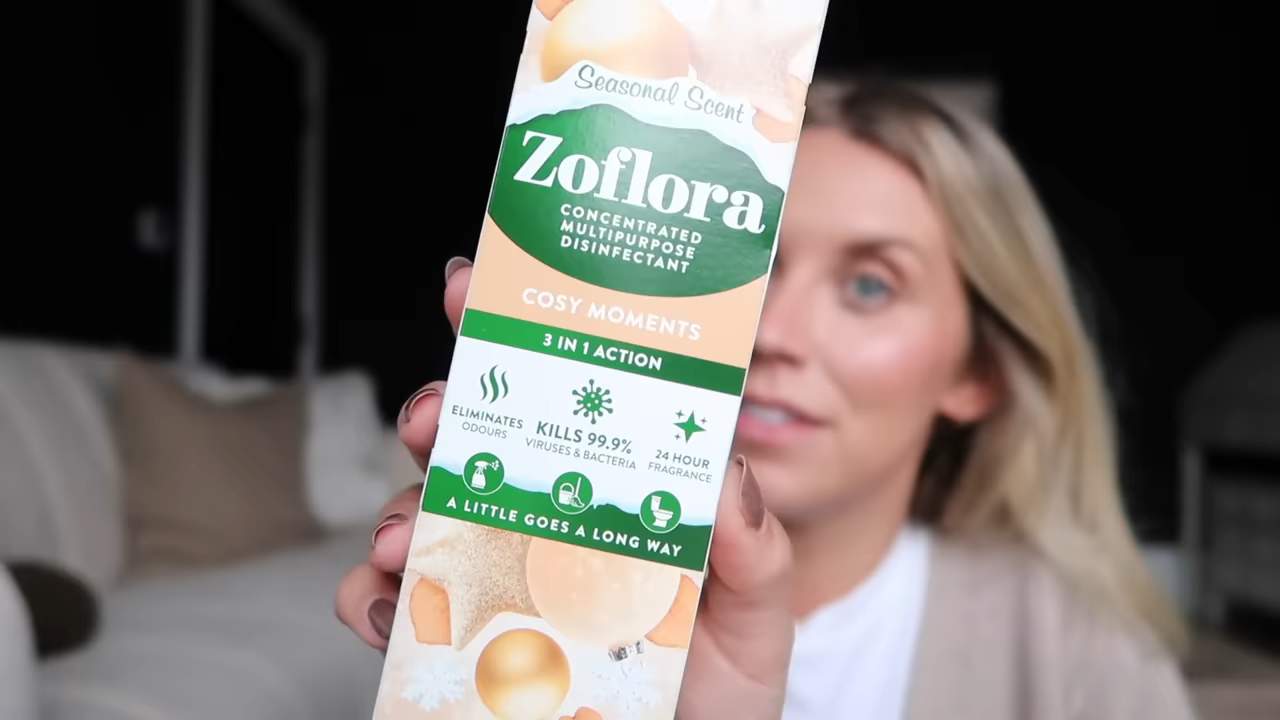 Seasonal Scent
Zoflora
CONCENTRATED
MULTIPURPOSE
DISINFECTANT
COSY MOMENTS
3 IN 1 ACTION
ELIMINATES
ODOURS
KILLS 99.9%
VIRUSES & BACTERIA
24 HOUR
FRAGRANCE
A LITTLE GOES A LONG WAY